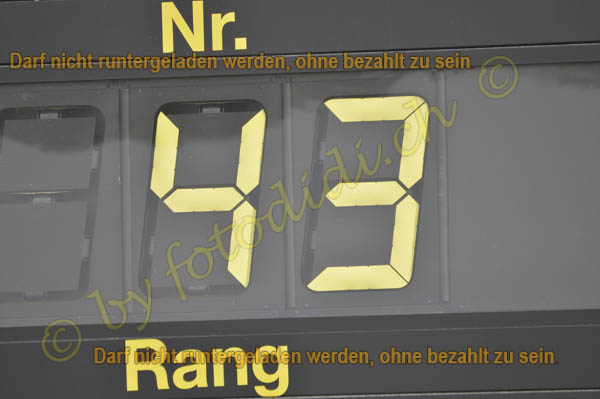 Nr.
Darf nicht runtergeladen werden, ohne bezahlt zu sein
43
© by fotodidi.ch ©
Darf nicht runtergeladen werden, ohne bezahlt zu sein
Rang